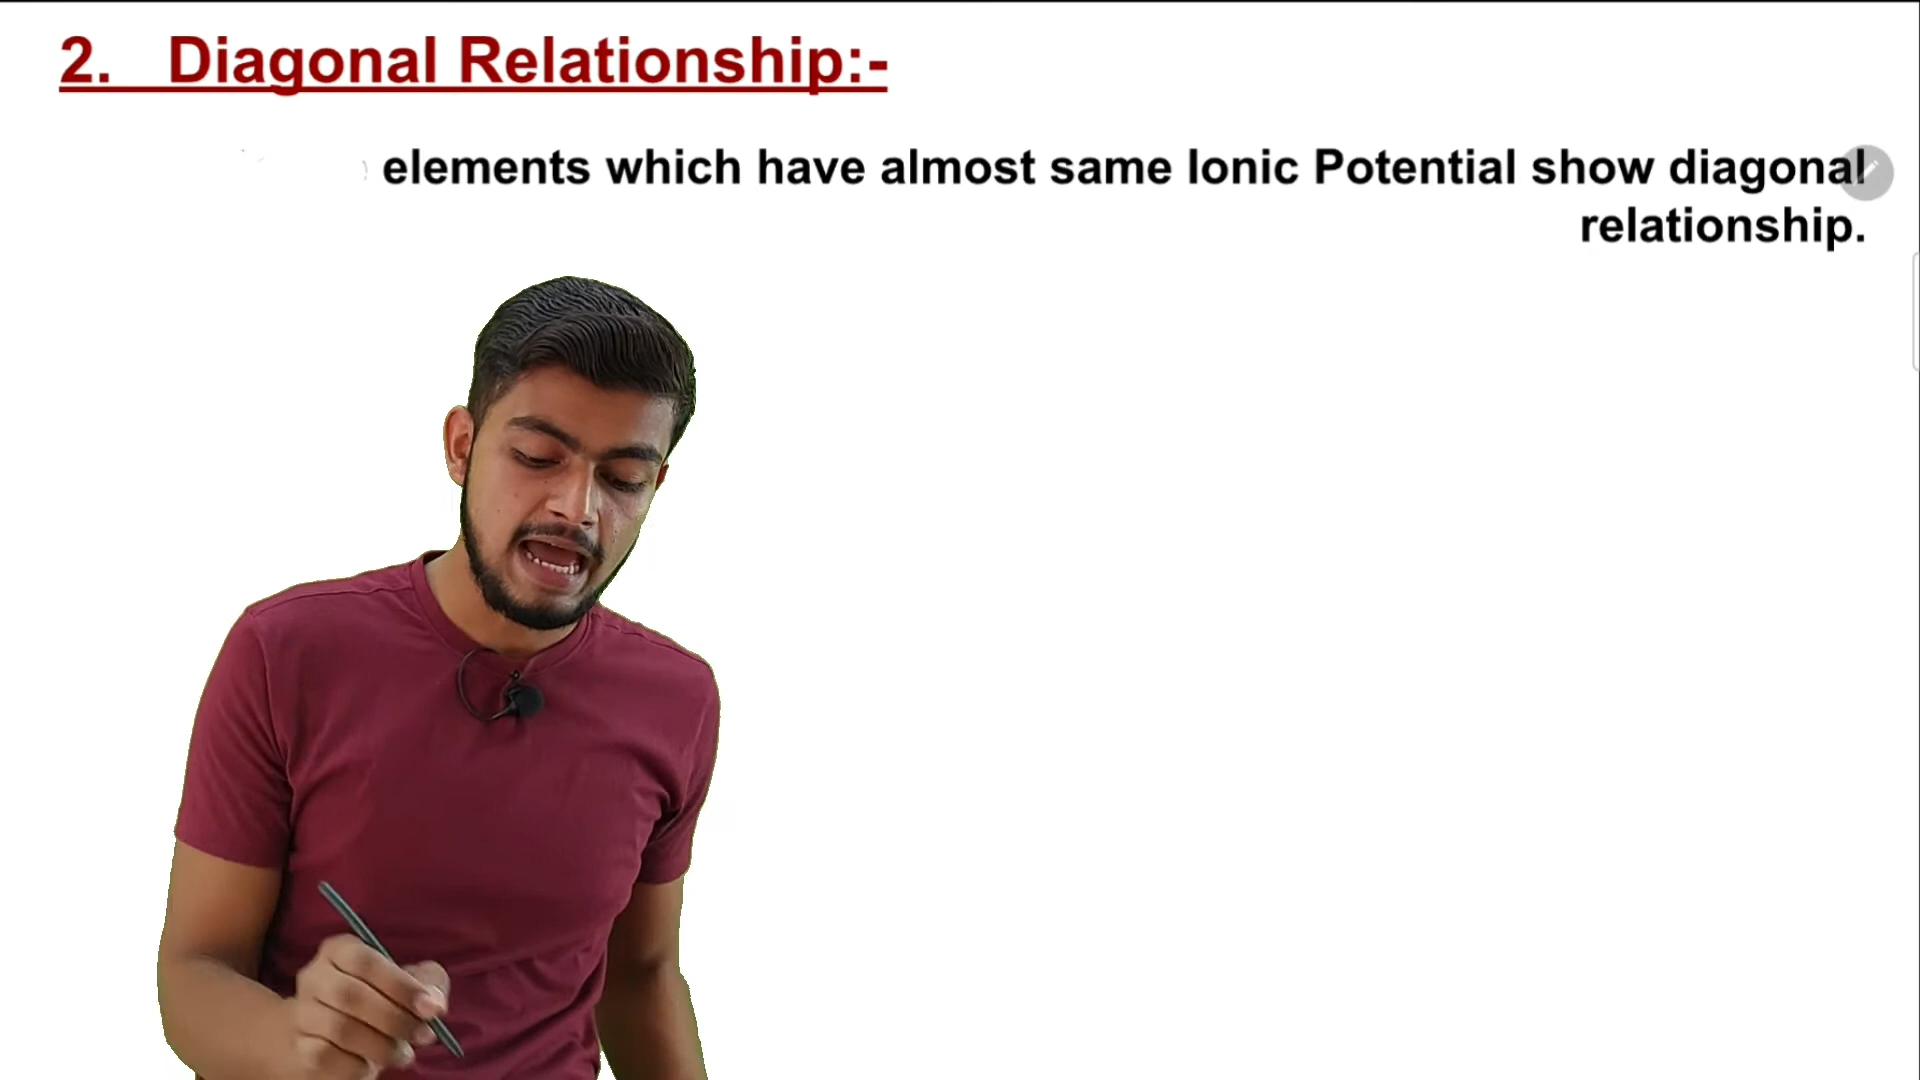 2. Diagonal Relationship:-
elements which have almost same Ionic Potential show diagonal
relationship.